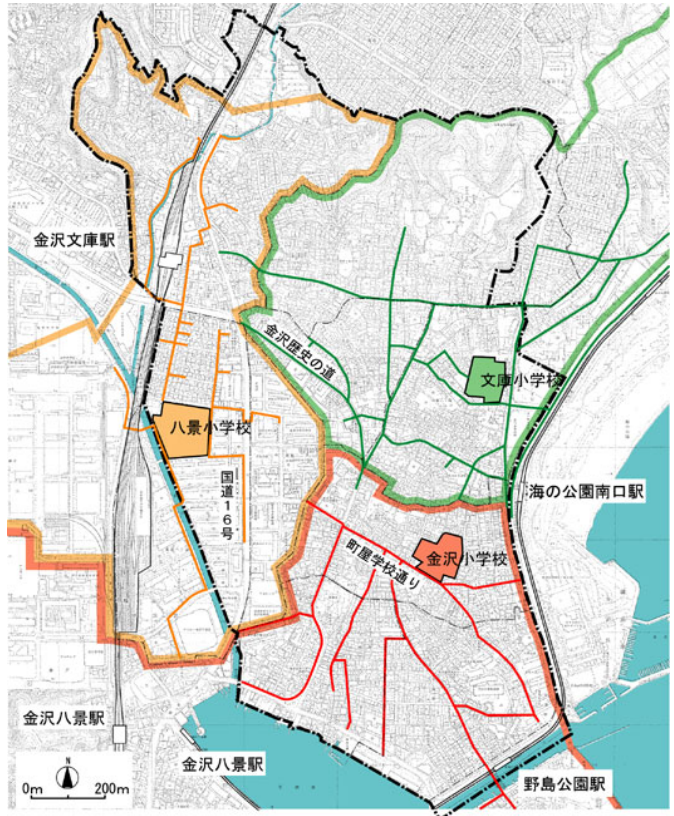 金沢文庫駅
金沢歴史の道
文庫小学校
八景小学校
国道16号
海の公園南口駅
町屋学校通り
金沢小学校
金沢八景駅
金沢八景駅
野島公園駅
N
0m
200m